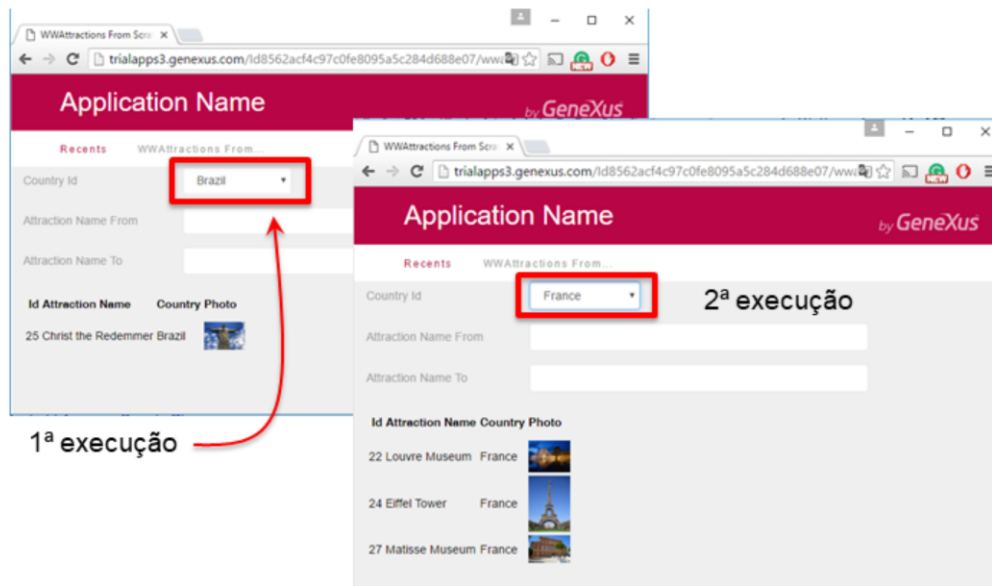 WWAttractions From Scra
trialapps3.genexus.com/Id8562acf4c97c0fe8095a5c284d688e07/wwa
Application Name
by GeneXus
Recents WWAttractions From...
Country Id Brazil
Attraction Name From
Attraction Name To
Id Attraction Name Country Photo
25 Christ the Redemmer Brazil
1ª execução
WWAttractions From Scra
trialapps3.genexus.com/Id8562acf4c97c0fe8095a5c284d688e07/wwa
Application Name
by GeneXus
Recents WWAttractions From...
Country Id France
2ª execução
Attraction Name From
Attraction Name To
Id Attraction Name Country Photo
22 Louvre Museum France
24 Eiffel Tower France
27 Matisse Museum France